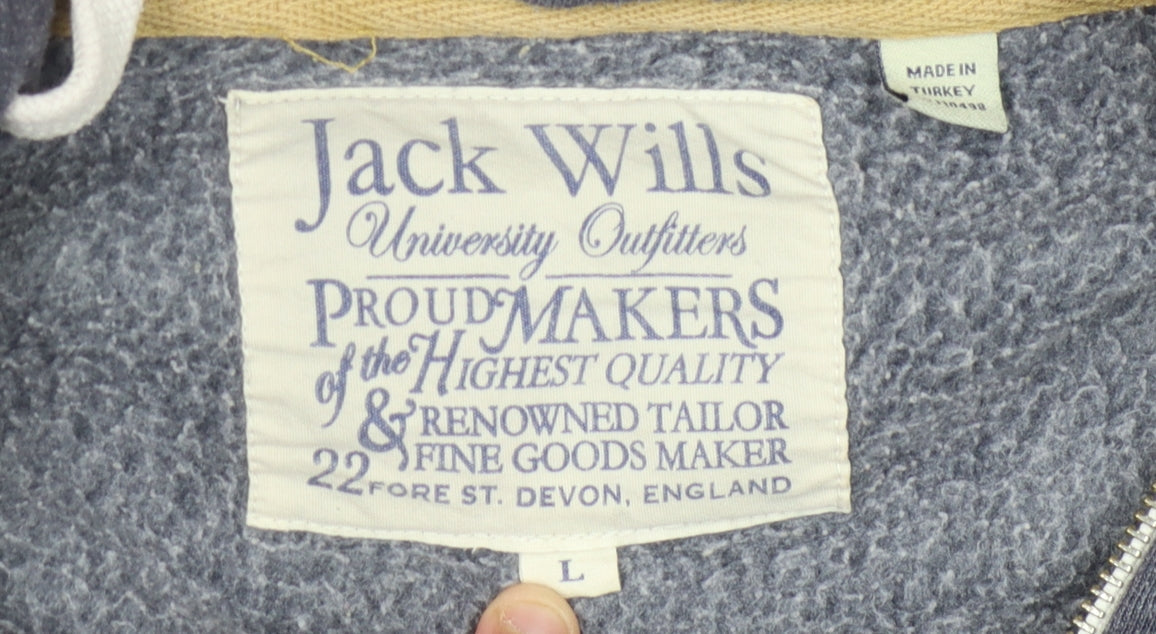 Jack Wills
University Outfitters
PROUD MAKERS
of the HIGHEST QUALITY
& RENOWNED TAILOR
FINE GOODS MAKER
22 FORE ST. DEVON, ENGLAND
L
MADE IN
TURKEY